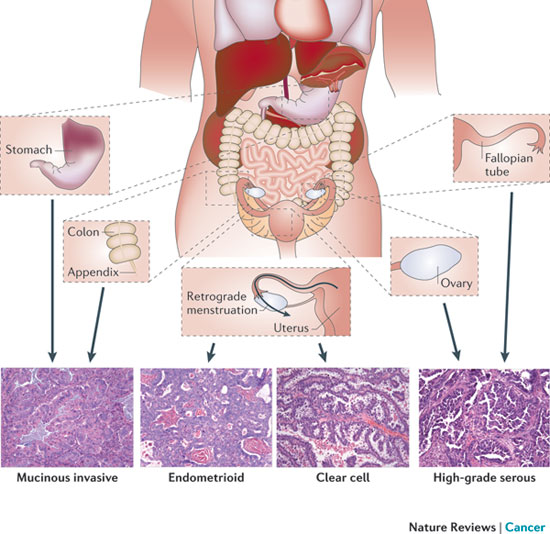 Stomach
Fallopian
tube
Colon
Appendix
Retrograde
menstruation
Uterus
Ovary
Mucinous invasive
Endometrioid
Clear cell
High-grade serous
Nature Reviews | Cancer